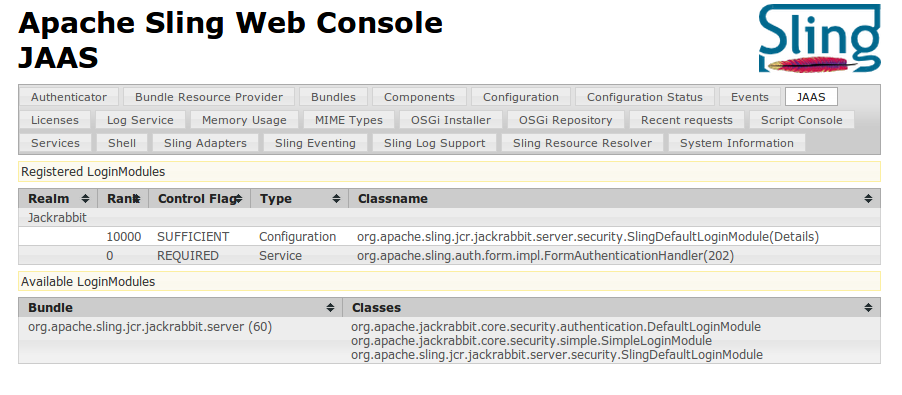 Apache Sling Web Console
JAAS
Sling
Authenticator Bundle Resource Provider Bundles Components Configuration Configuration Status Events JAAS
Licenses Log Service Memory Usage MIME Types OSGi Installer OSGi Repository Recent requests Script Console
Services Shell Sling Adapters Sling Eventing Sling Log Support Sling Resource Resolver System Information
Registered LoginModules
Realm Rank Control Flag Type Classname
Jackrabbit
10000 SUFFICIENT Configuration org.apache.sling.jcr.jackrabbit.server.security.SlingDefaultLoginModule(Details)
0 REQUIRED Service org.apache.sling.auth.form.impl.FormAuthenticationHandler(202)
Available LoginModules
Bundle Classes
org.apache.sling.jcr.jackrabbit.server (60) org.apache.jackrabbit.core.security.authentication.DefaultLoginModule
org.apache.jackrabbit.core.security.simple.SimpleLoginModule
org.apache.sling.jcr.jackrabbit.server.security.SlingDefaultLoginModule